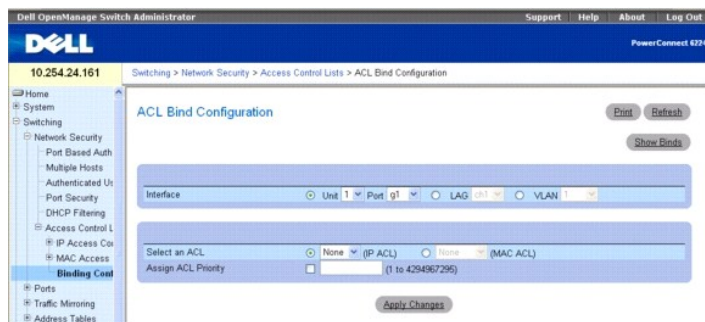 Dell OpenManage Switch Administrator
Support Help About Log Out
DELL
PowerConnect 6224
10.254.24.161
Switching > Network Security > Access Control Lists > ACL Bind Configuration
Home
System
Switching
Network Security
Port Based Auth
Multiple Hosts
Authenticated Us
Port Security
DHCP Filtering
Access Control L
IP Access Co
MAC Access
Binding Conf
Ports
Traffic Mirroring
Address Tables
ACL Bind Configuration
Print Refresh
Show Binds
Interface Unit 1 Port g1 LAG ch1 VLAN 1
Select an ACL None (IP ACL) None (MAC ACL)
Assign ACL Priority (1 to 4294967295)
Apply Changes